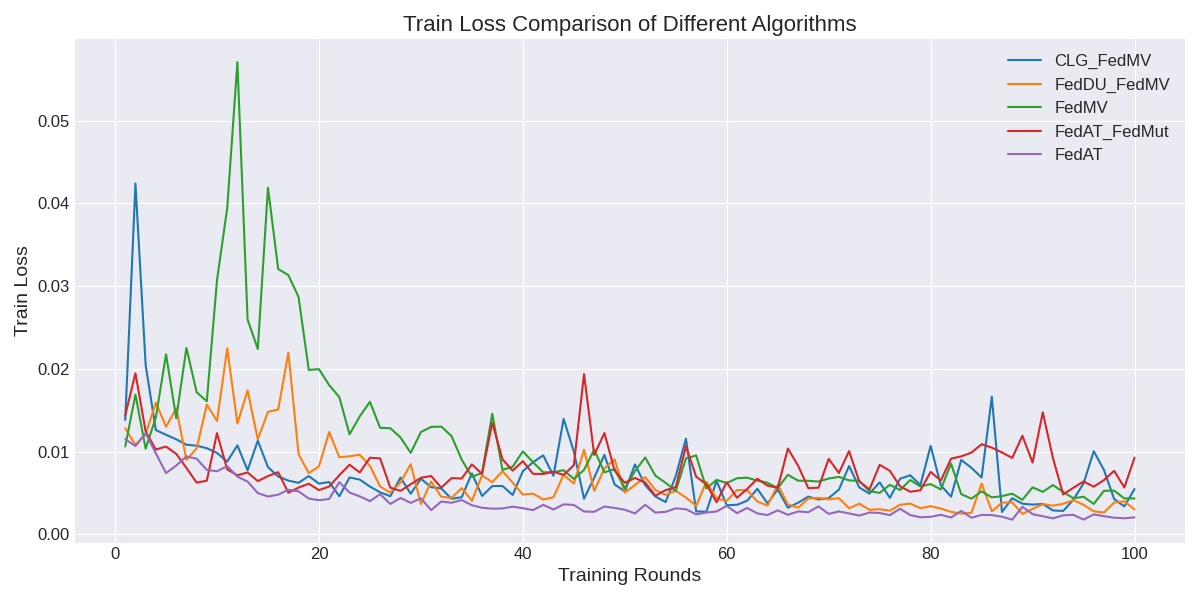 Train Loss Comparison of Different Algorithms
CLG_FedMV
FedDU_FedMV
FedMV
FedAT_FedMut
FedAT
Train Loss
0.05
0.04
0.03
0.02
0.01
0.00
0 20 40 60 80 100
Training Rounds